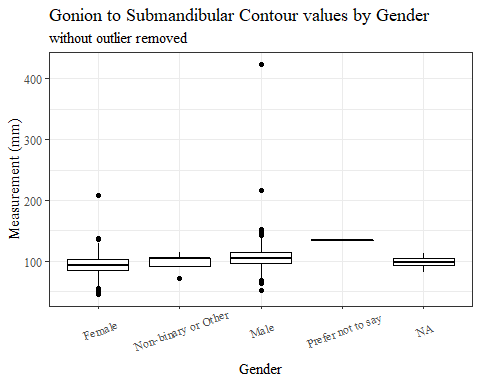 Gonion to Submandibular Contour values by Gender
without outlier removed
Measurement (mm)
400
300
200
100
Female
Non-binary or Other
Male
Prefer not to say
NA
Gender